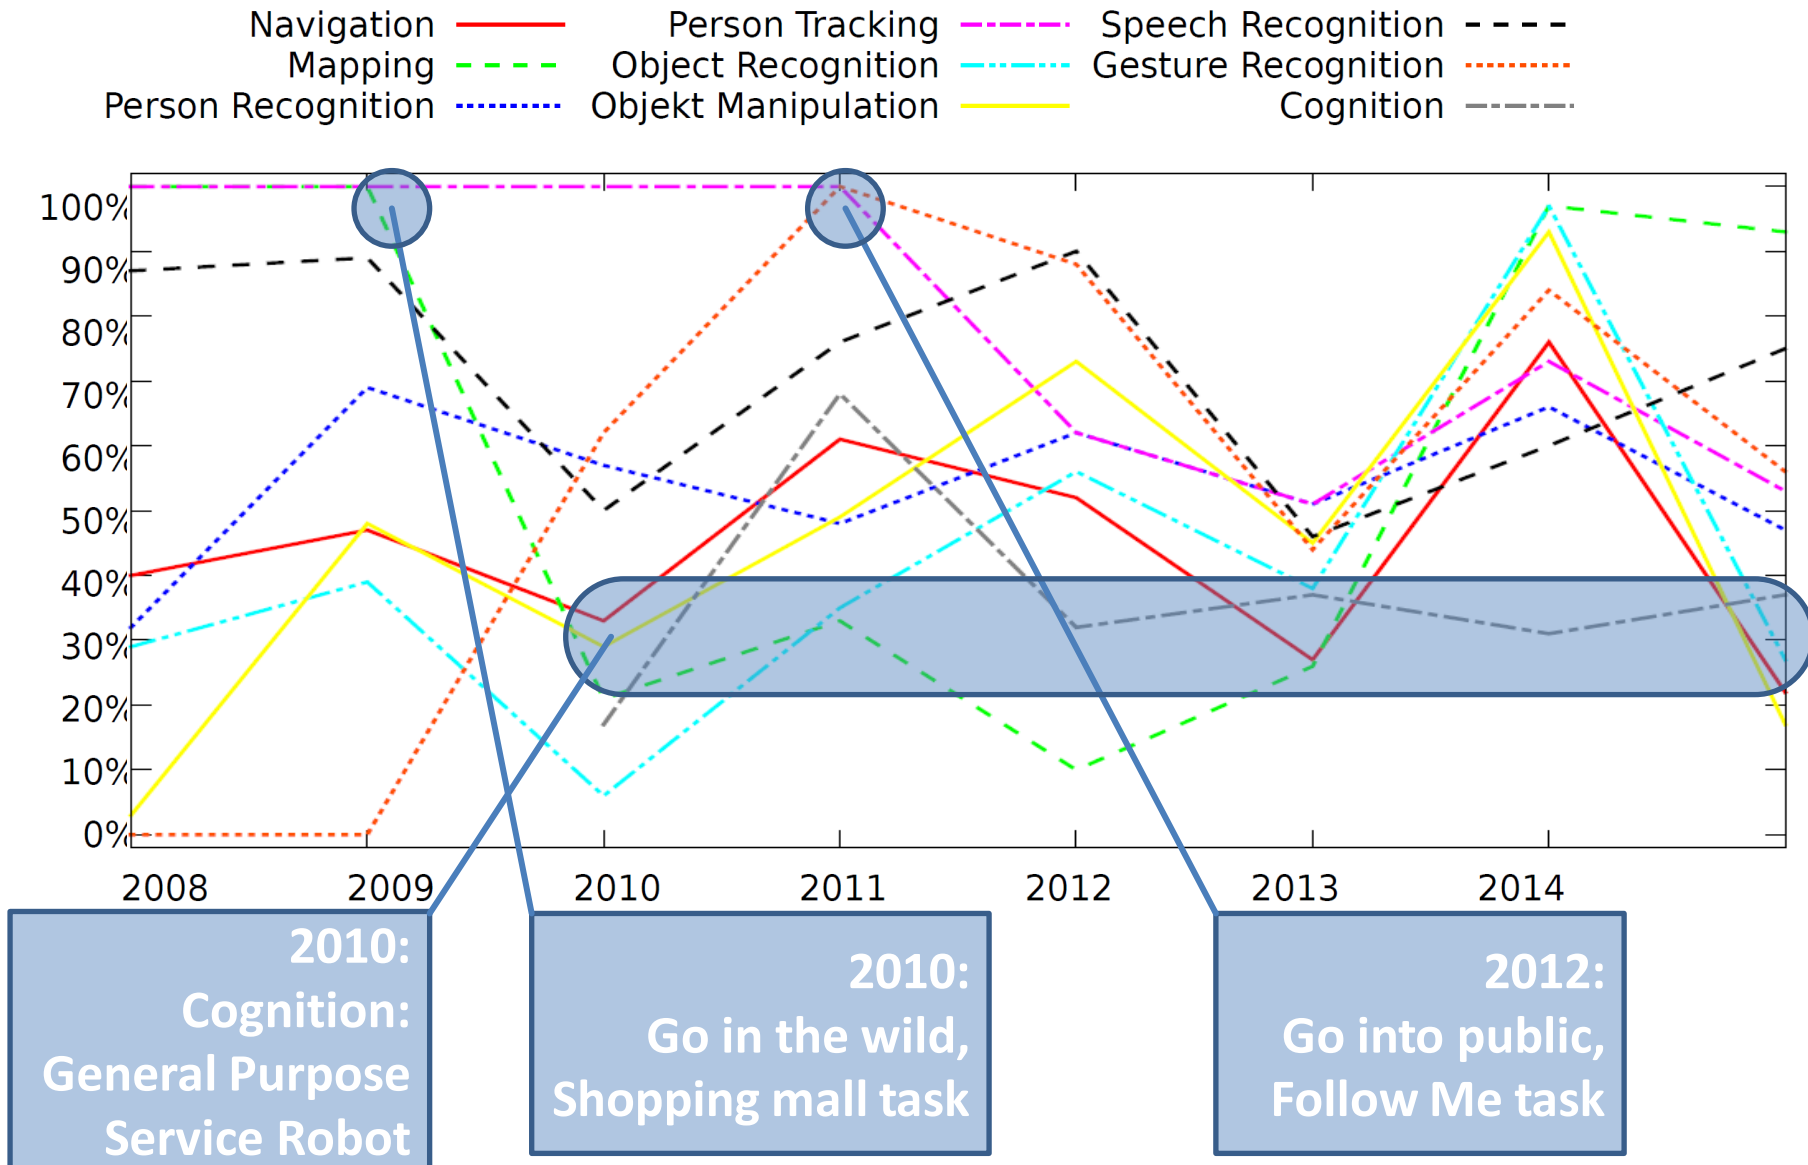 Navigation
Mapping
Person Recognition
Person Tracking
Object Recognition
Objekt Manipulation
Speech Recognition
Gesture Recognition
Cognition
100%
90%
80%
70%
60%
50%
40%
30%
20%
10%
0%
2008 2009 2010 2011 2012 2013 2014
2010:
Cognition:
General Purpose
Service Robot
2010:
Go in the wild,
Shopping mall task
2012:
Go into public,
Follow Me task